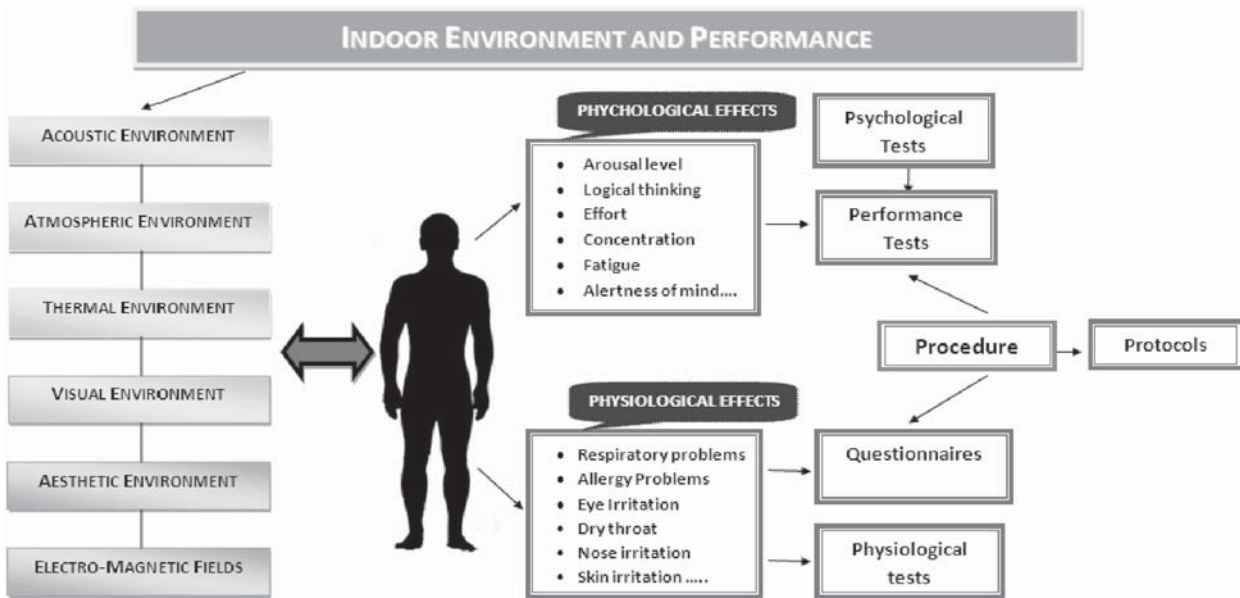 INDOOR ENVIRONMENT AND PERFORMANCE
ACOUSTIC ENVIRONMENT
ATMOSPHERIC ENVIRONMENT
THERMAL ENVIRONMENT
VISUAL ENVIRONMENT
AESTHETIC ENVIRONMENT
ELECTRO-MAGNETIC FIELDS
PHYCHOLOGICAL EFFECTS
• Arousal level
• Logical thinking
• Effort
• Concentration
• Fatigue
• Alertness of mind....
PHYSIOLOGICAL EFFECTS
• Respiratory problems
• Allergy Problems
• Eye Irritation
• Dry throat
• Nose irritation
• Skin irritation .....
Psychological
Tests
Performance
Tests
Procedure
Protocols
Questionnaires
Physiological
tests